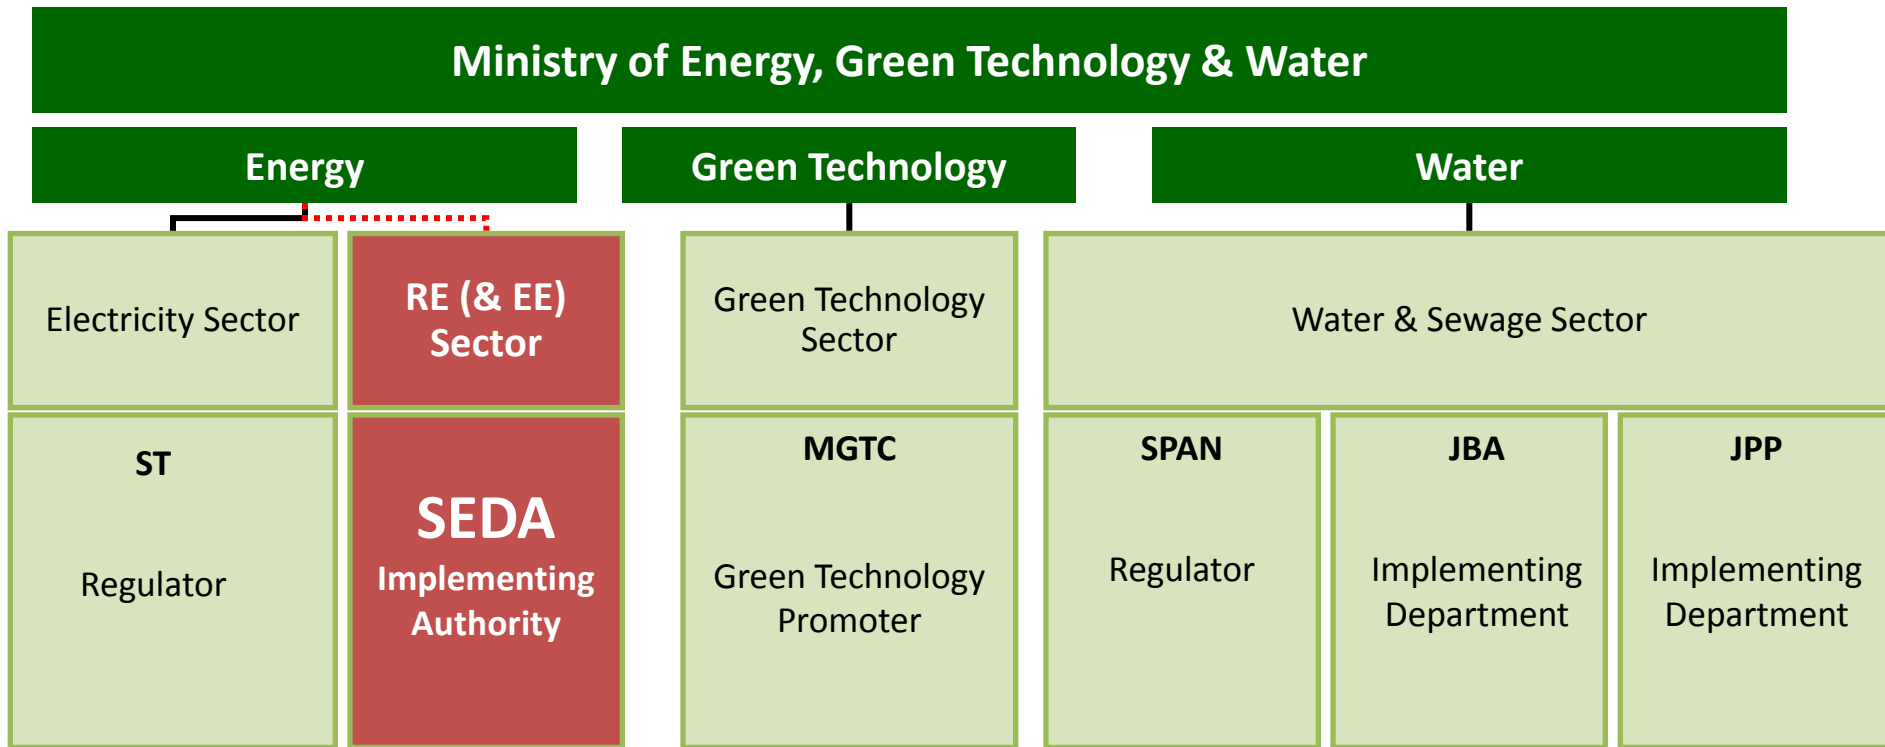 Ministry of Energy, Green Technology & Water
Energy
Green Technology
Water
Electricity Sector
RE (& EE)
Sector
Green Technology
Sector
Water & Sewage Sector
ST
Regulator
SEDA
Implementing
Authority
MGTC
Green Technology
Promoter
SPAN
Regulator
JBA
Implementing
Department
JPP
Implementing
Department